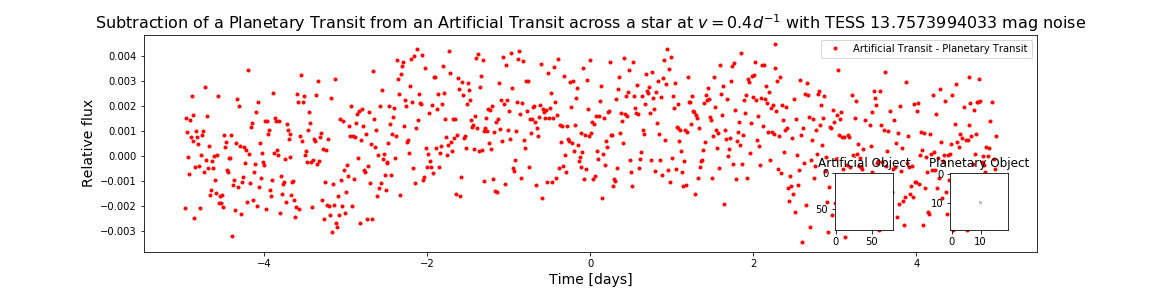 Subtraction of a Planetary Transit from an Artificial Transit across a star at v = 0.4d⁻¹ with TESS 13.7573994033 mag noise
Artificial Transit - Planetary Transit
Relative flux
0.004
0.003
0.002
0.001
0.000
−0.001
−0.002
−0.003
Artificial Object
Planetary Object
0
50
0 50
0
10
0 10
−4 −2 0 2 4
Time [days]